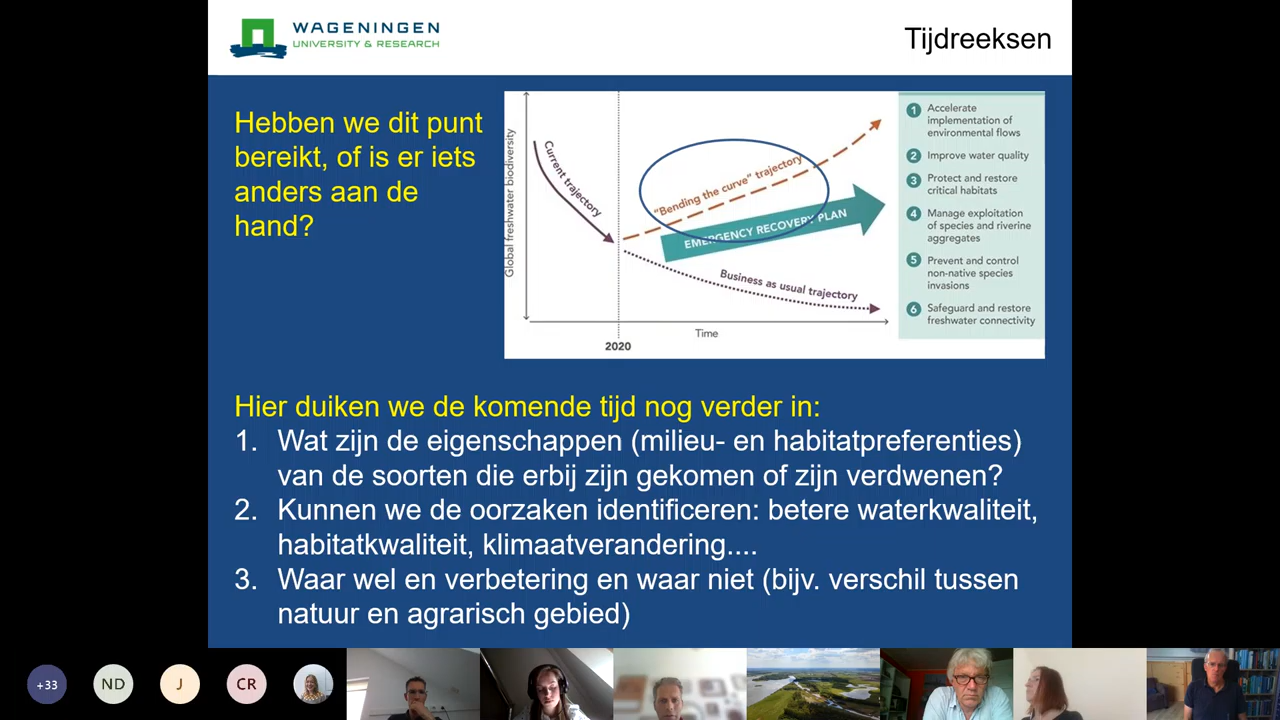 WAGENINGEN
UNIVERSITY & RESEARCH
Tijdreeksen
Hebben we dit punt
bereikt, of is er iets
anders aan de
hand?
Global freshwater biodiversity
Current trajectory
"Bending the curve" trajectory
EMERGENCY RECOVERY PLAN
Business as usual trajectory
Time
2020
1 Accelerate
implementation of
environmental flows
2 Improve water quality
3 Protect and restore
critical habitats
4 Manage exploitation
of species and riverine
aggregates
5 Prevent and control
non-native species
invasions
6 Safeguard and restore
freshwater connectivity
Hier duiken we de komende tijd nog verder in:
1. Wat zijn de eigenschappen (milieu- en habitatpreferenties)
van de soorten die erbij zijn gekomen of zijn verdwenen?
2. Kunnen we de oorzaken identificeren: betere waterkwaliteit,
habitatkwaliteit, klimaatverandering....
3. Waar wel en verbetering en waar niet (bijv. verschil tussen
natuur en agrarisch gebied)
+33
ND
J
CR